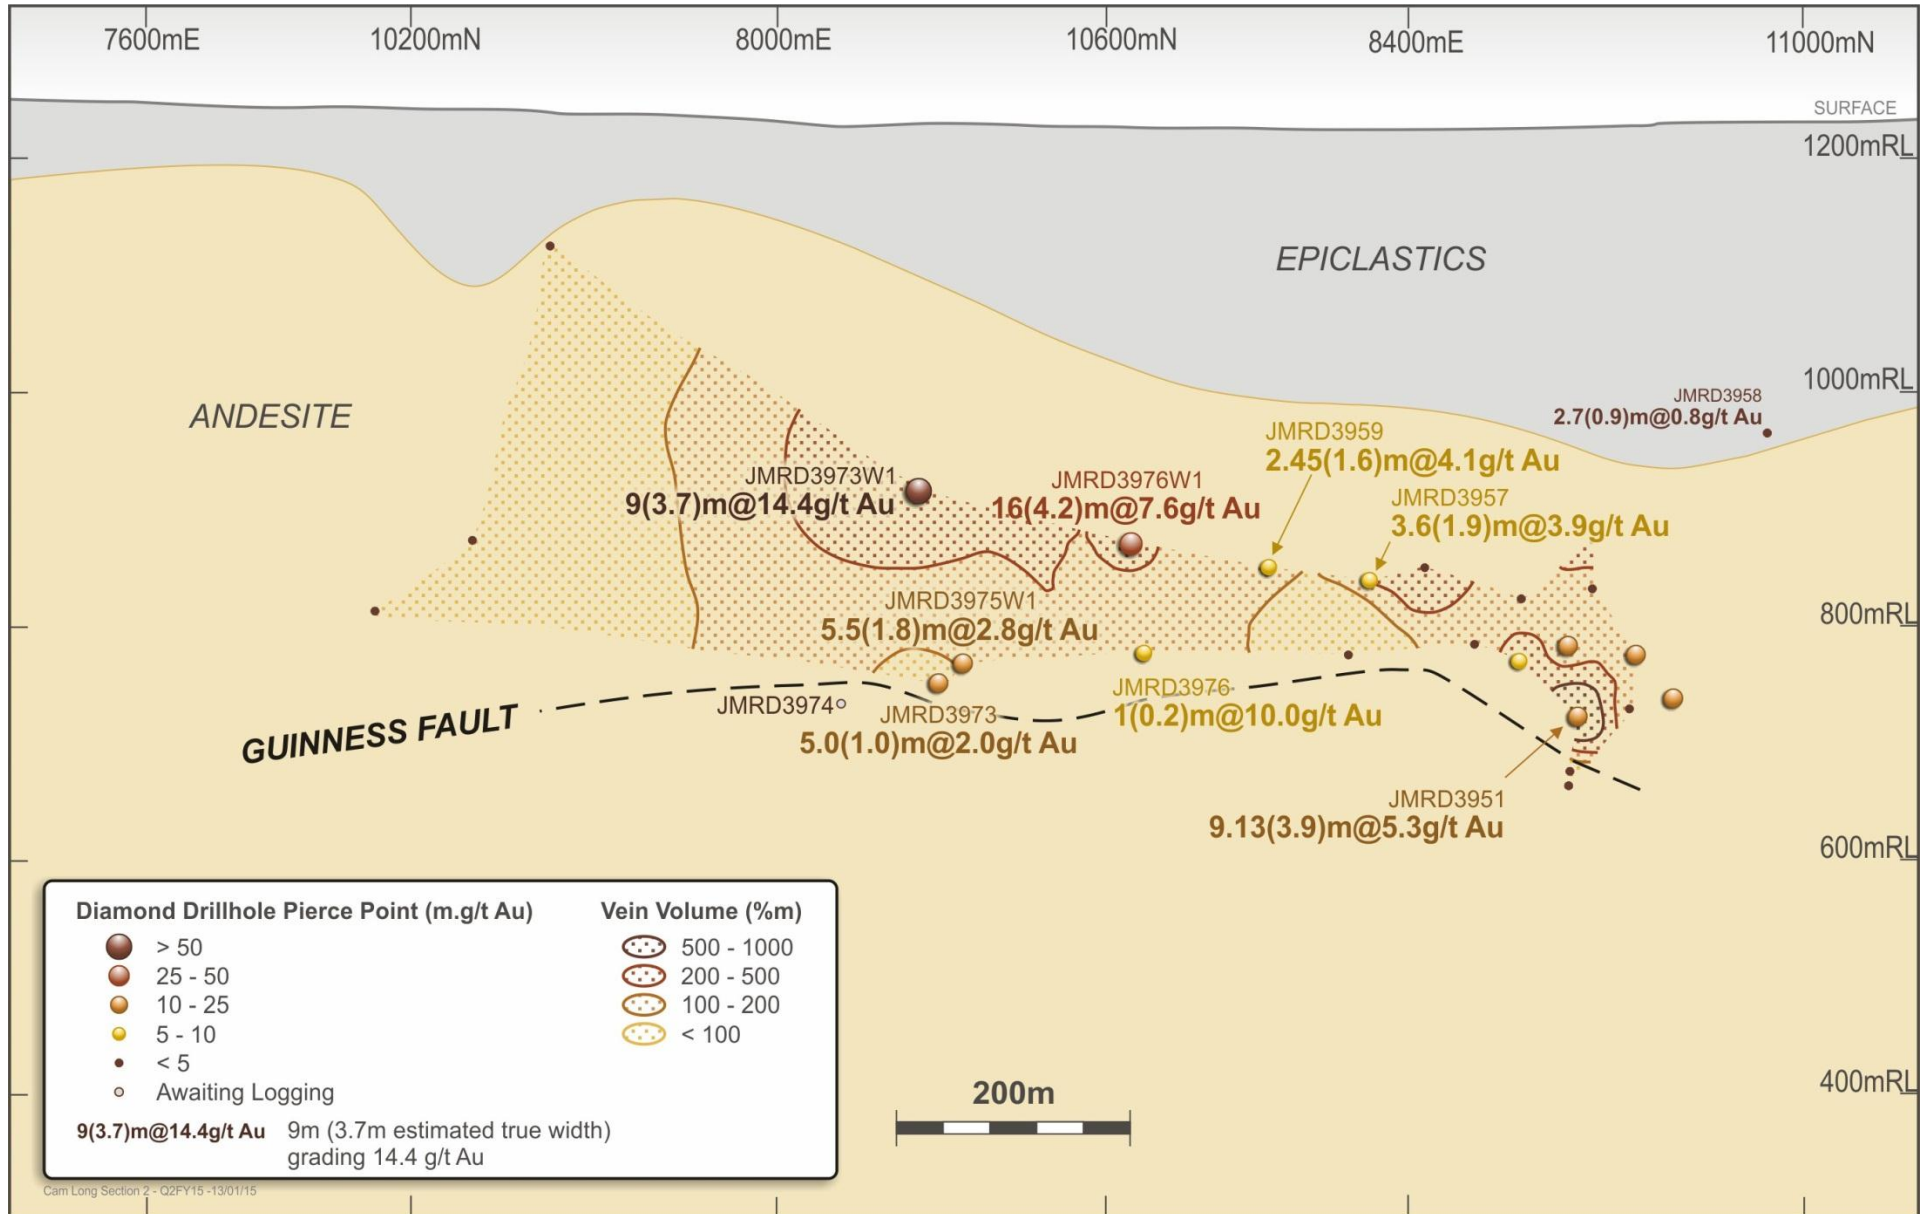 7600mE
10200mN
8000mE
10600mN
8400mE
11000mN
SURFACE
1200mRL
EPICLASTICS
1000mRL
JMRD3958
2.7(0.9)m@0.8g/t Au
ANDESITE
JMRD3959
2.45(1.6)m@4.1g/t Au
JMRD3973W1
9(3.7)m@14.4g/t Au
JMRD3976W1
16(4.2)m@7.6g/t Au
JMRD3957
3.6(1.9)m@3.9g/t Au
JMRD3975W1
5.5(1.8)m@2.8g/t Au
800mRL
JMRD3976
1(0.2)m@10.0g/t Au
JMRD3974
JMRD3973
5.0(1.0)m@2.0g/t Au
GUINNESS FAULT
JMRD3951
9.13(3.9)m@5.3g/t Au
600mRL
Diamond Drillhole Pierce Point (m.g/t Au)
> 50
25 - 50
10 - 25
5 - 10
< 5
Awaiting Logging
Vein Volume (%m)
500 - 1000
200 - 500
100 - 200
< 100
9(3.7)m@14.4g/t Au 9m (3.7m estimated true width)
grading 14.4 g/t Au
200m
400mRL
Cam Long Section 2 - Q2FY15 -13/01/15